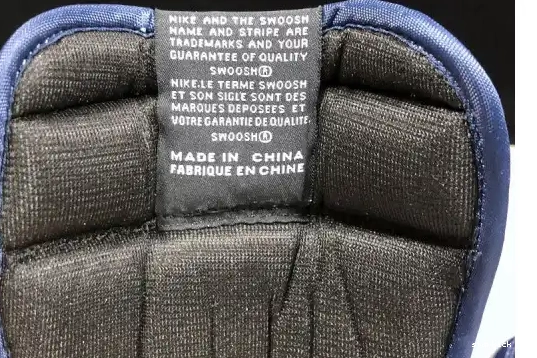 NIKE AND THE SWOOSH
NAME AND STRIPE ARE
TRADEMARKS AND YOUR
GUARANTEE OF QUALITY
SWOOSH®
NIKE.LE TERME SWOOSH
ET SON SIGLE SONT DES
MARQUES DEPOSEES ET
VOTRE GARANTIE DE QUALITE.
SWOOSH®
MADE IN CHINA
FABRIQUE EN CHINE